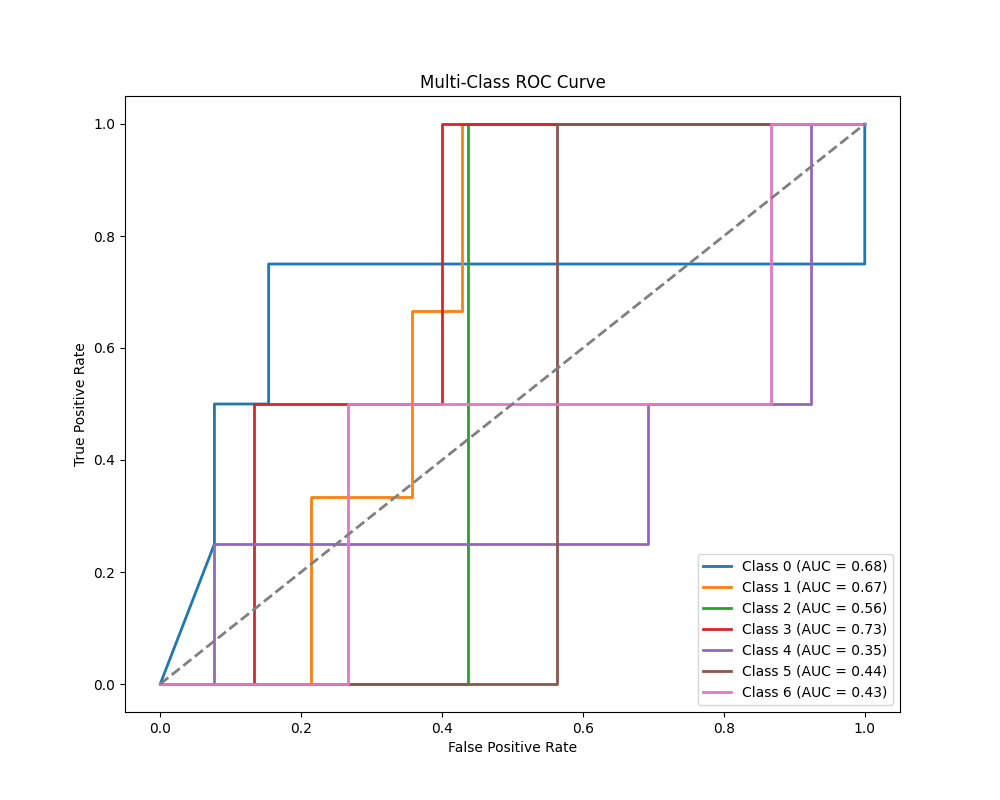 Multi-Class ROC Curve
True Positive Rate
1.0
0.8
0.6
0.4
0.2
0.0
Class 0 (AUC = 0.68)
Class 1 (AUC = 0.67)
Class 2 (AUC = 0.56)
Class 3 (AUC = 0.73)
Class 4 (AUC = 0.35)
Class 5 (AUC = 0.44)
Class 6 (AUC = 0.43)
0.0 0.2 0.4 0.6 0.8 1.0
False Positive Rate